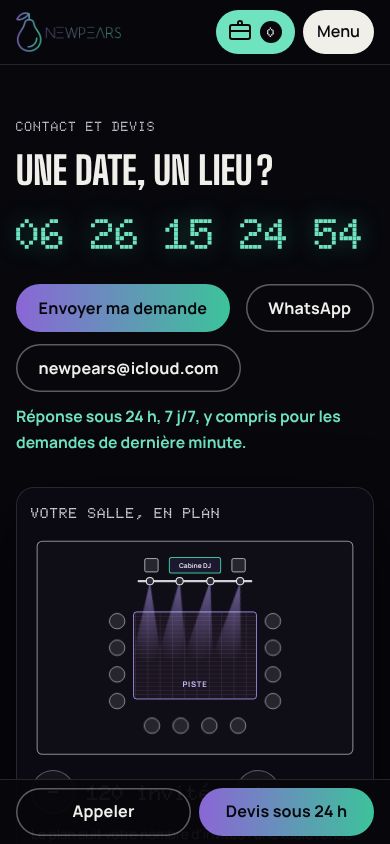 NEWPEARS
0
Menu
CONTACT ET DEVIS
UNE DATE, UN LIEU ?
06 26 15 24 54
Envoyer ma demande
WhatsApp
newpears@icloud.com
Réponse sous 24 h, 7 j/7, y compris pour les
demandes de dernière minute.
VOTRE SALLE, EN PLAN
Cabine DJ
PISTE
120 Invité
Appeler
Devis sous 24 h